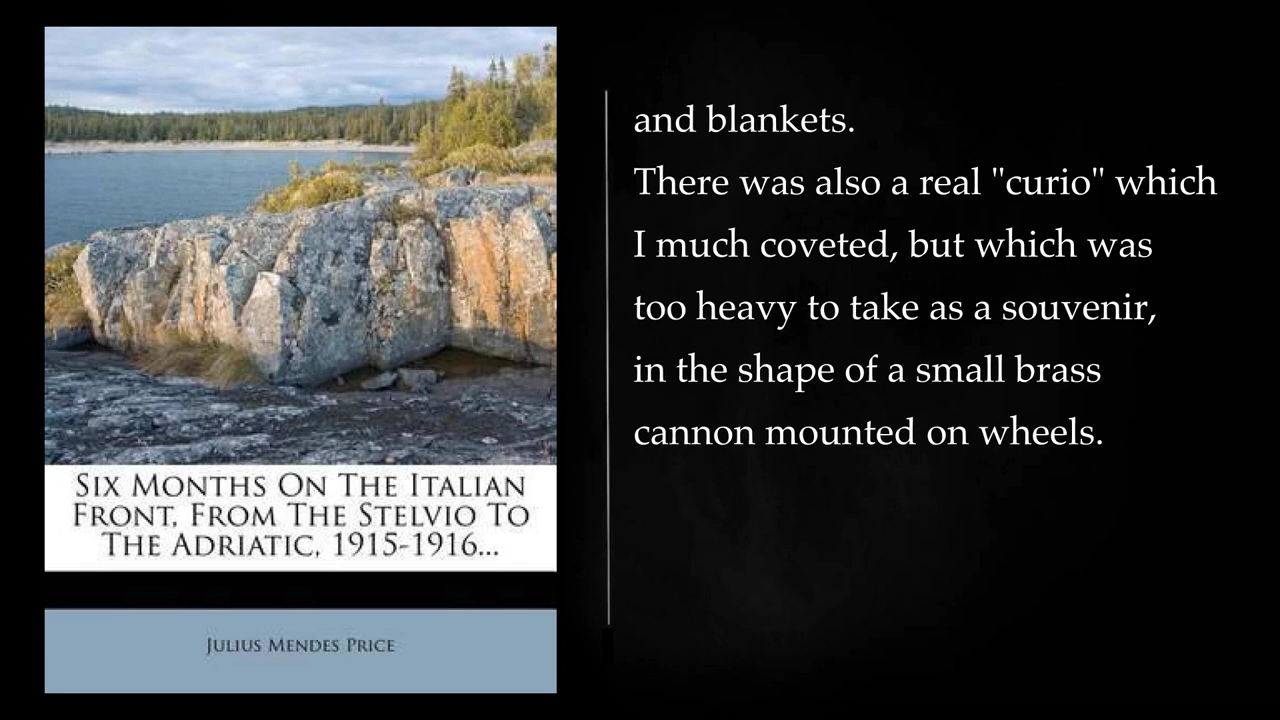 Six Months On The Italian
Front, From The Stelvio To
The Adriatic, 1915-1916...
Julius Mendes Price
and blankets.
There was also a real "curio" which
I much coveted, but which was
too heavy to take as a souvenir,
in the shape of a small brass
cannon mounted on wheels.